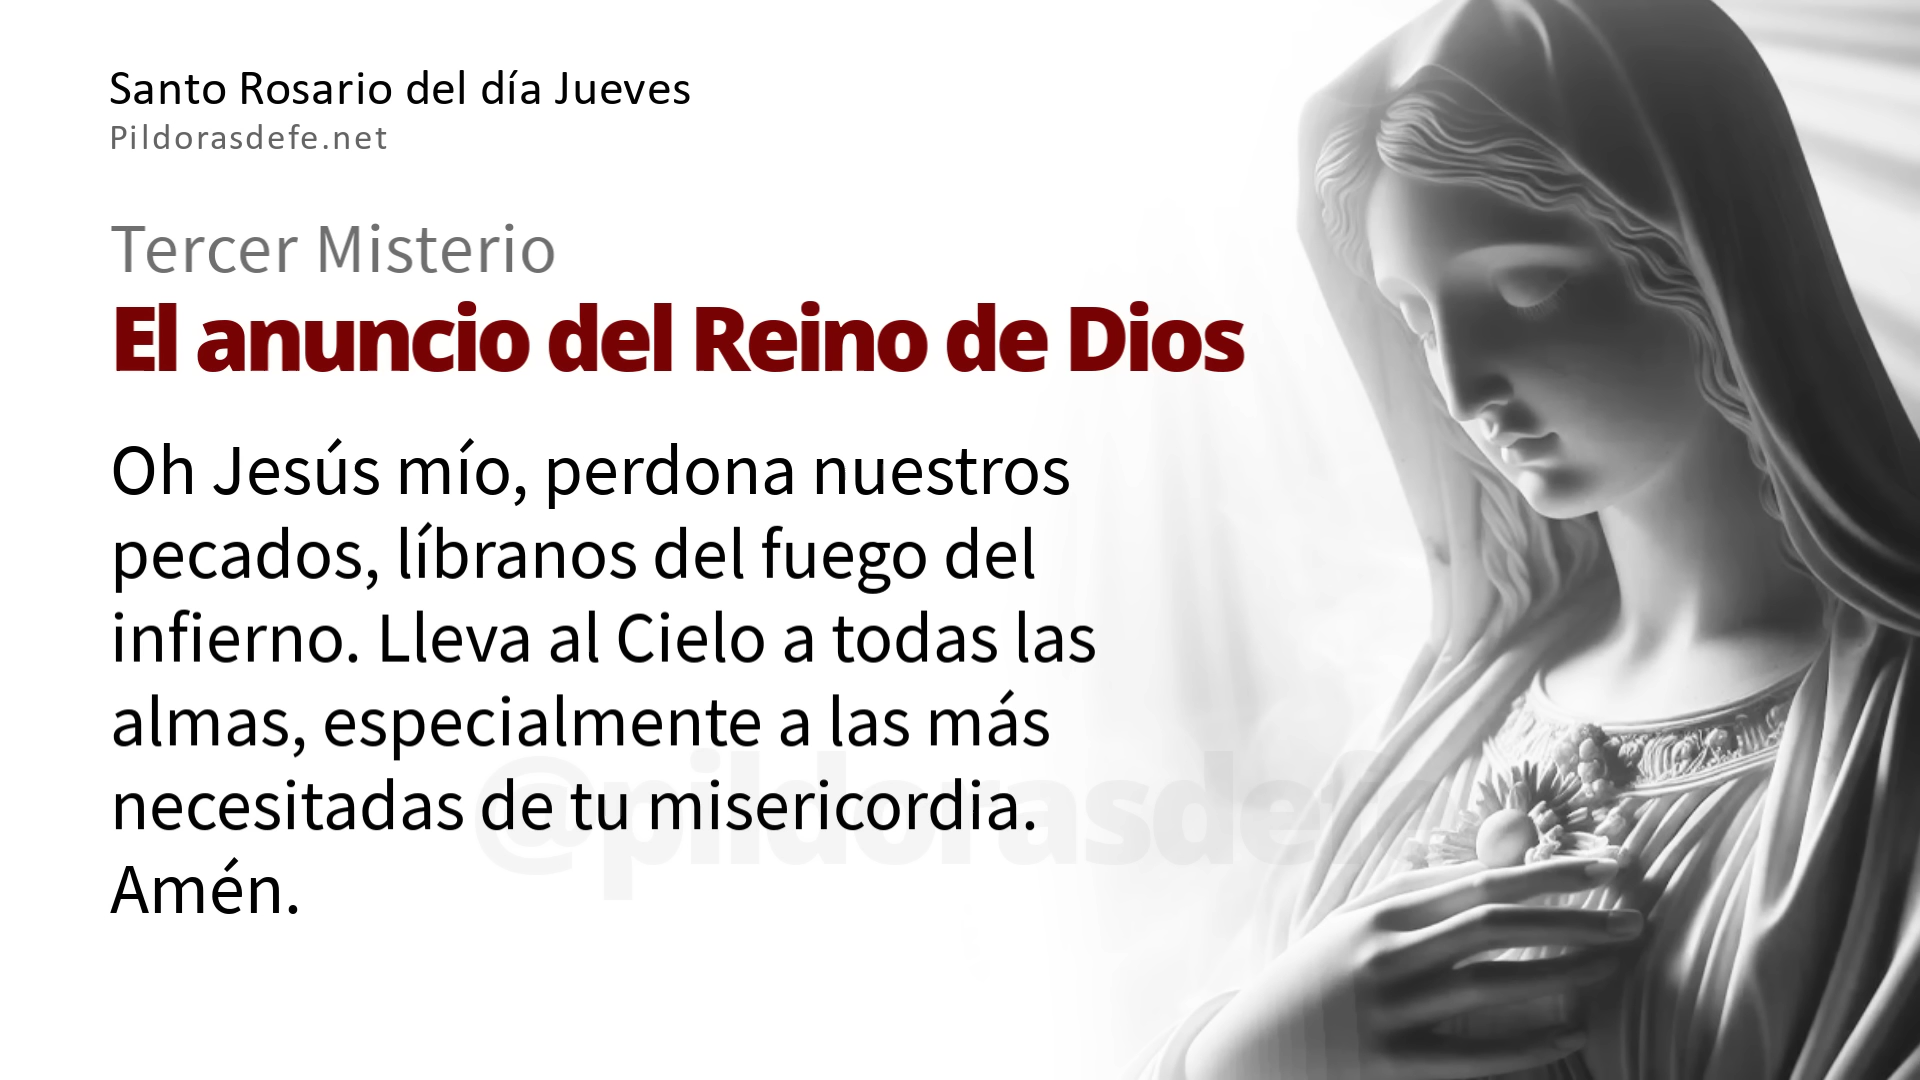 Santo Rosario del día Jueves
Pildorasdefe.net
Tercer Misterio
El anuncio del Reino de Dios
Oh Jesús mío, perdona nuestros
pecados, líbranos del fuego del
infierno. Lleva al Cielo a todas las
almas, especialmente a las más
necesitadas de tu misericordia.
Amén.
@pildorasdefe